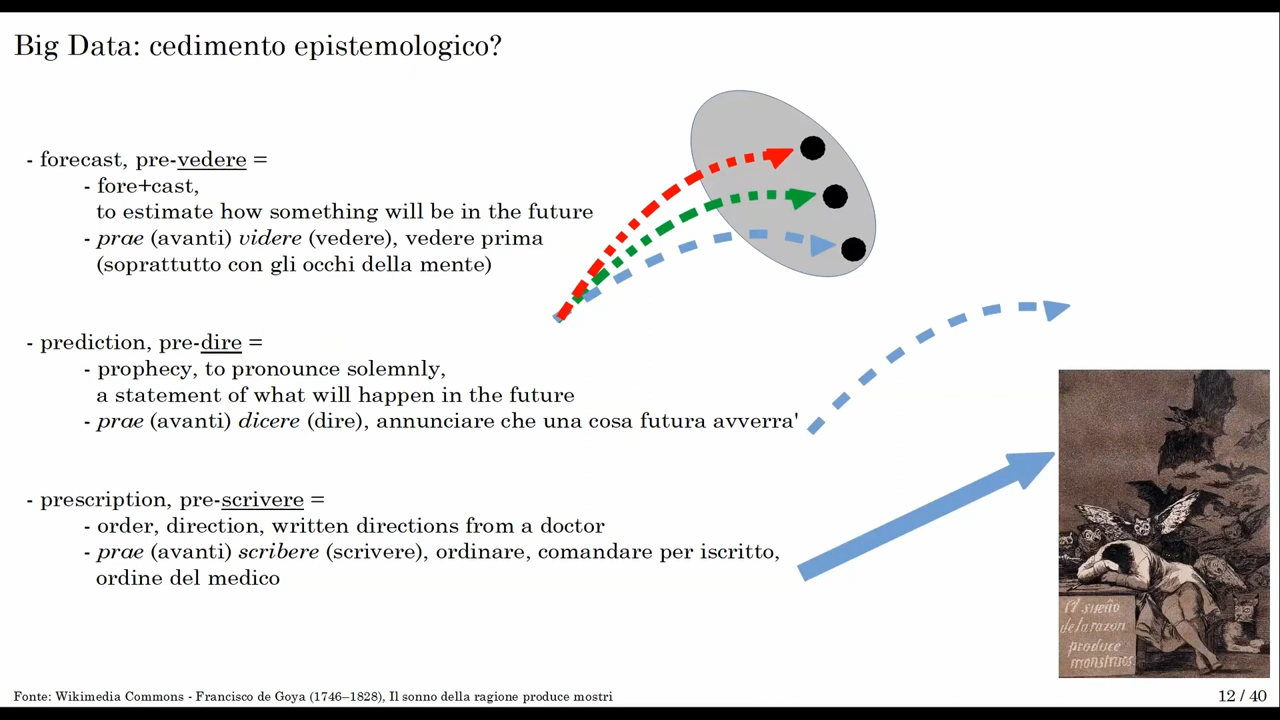 Big Data: cedimento epistemologico?
- forecast, pre-vedere =
- fore+cast,
to estimate how something will be in the future
- prae (avanti) videre (vedere), vedere prima
(soprattutto con gli occhi della mente)
- prediction, pre-dire =
- prophecy, to pronounce solemnly,
a statement of what will happen in the future
- prae (avanti) dicere (dire), annunciare che una cosa futura avverra'
- prescription, pre-scrivere =
- order, direction, written directions from a doctor
- prae (avanti) scribere (scrivere), ordinare, comandare per iscritto,
ordine del medico
El sueño
de la razon
produce
monstruos
Fonte: Wikimedia Commons - Francisco de Goya (1746–1828), Il sonno della ragione produce mostri
12 / 40